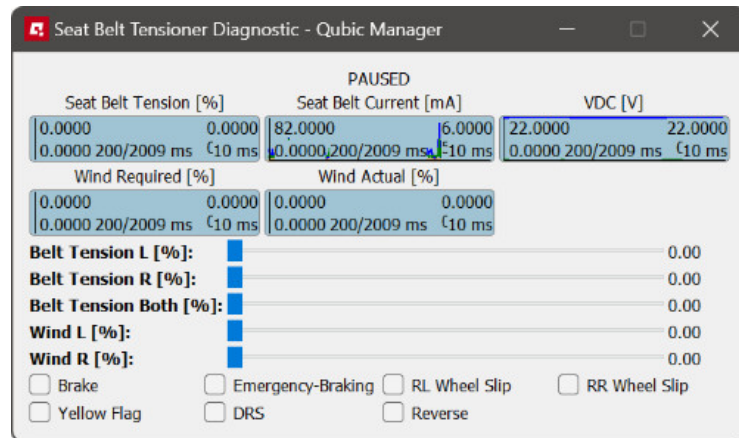 Seat Belt Tensioner Diagnostic - Qubic Manager
PAUSED
Seat Belt Tension [%] Seat Belt Current [mA] VDC [V]
0.0000 0.0000 82.0000 6.0000 22.0000 22.0000
0.0000 200/2009 ms 10 ms 0.0000 200/2009 ms 10 ms 0.0000 200/2009 ms 10 ms
Wind Required [%] Wind Actual [%]
0.0000 0.0000 0.0000 0.0000
0.0000 200/2009 ms 10 ms 0.0000 200/2009 ms 10 ms
Belt Tension L [%]: 0.00
Belt Tension R [%]: 0.00
Belt Tension Both [%]: 0.00
Wind L [%]: 0.00
Wind R [%]: 0.00
Brake Emergency-Braking RL Wheel Slip RR Wheel Slip
Yellow Flag DRS Reverse